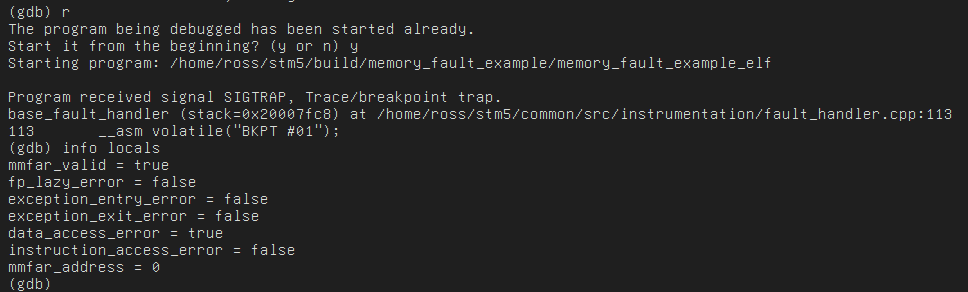 (gdb) r
The program being debugged has been started already.
Start it from the beginning? (y or n) y
Starting program: /home/ross/stm5/build/memory_fault_example/memory_fault_example_elf

Program received signal SIGTRAP, Trace/breakpoint trap.
base_fault_handler (stack=0x20007fc8) at /home/ross/stm5/common/src/instrumentation/fault_handler.cpp:113
113       __asm volatile("BKPT #01");
(gdb) info locals
mmfar_valid = true
fp_lazy_error = false
exception_entry_error = false
exception_exit_error = false
data_access_error = true
instruction_access_error = false
mmfar_address = 0
(gdb)